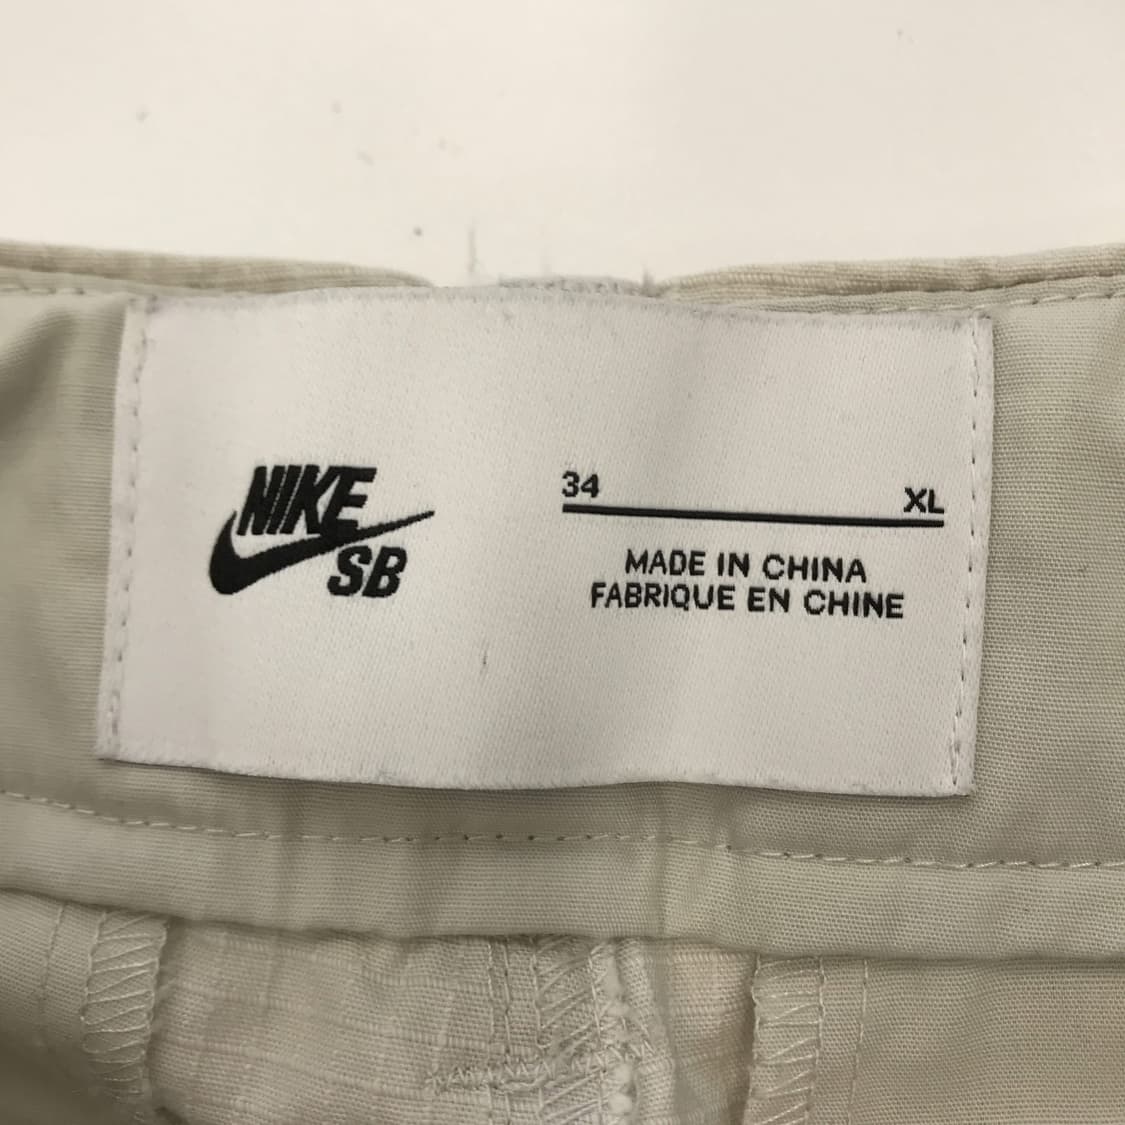 NIKE
SB
34 XL
MADE IN CHINA
FABRIQUE EN CHINE